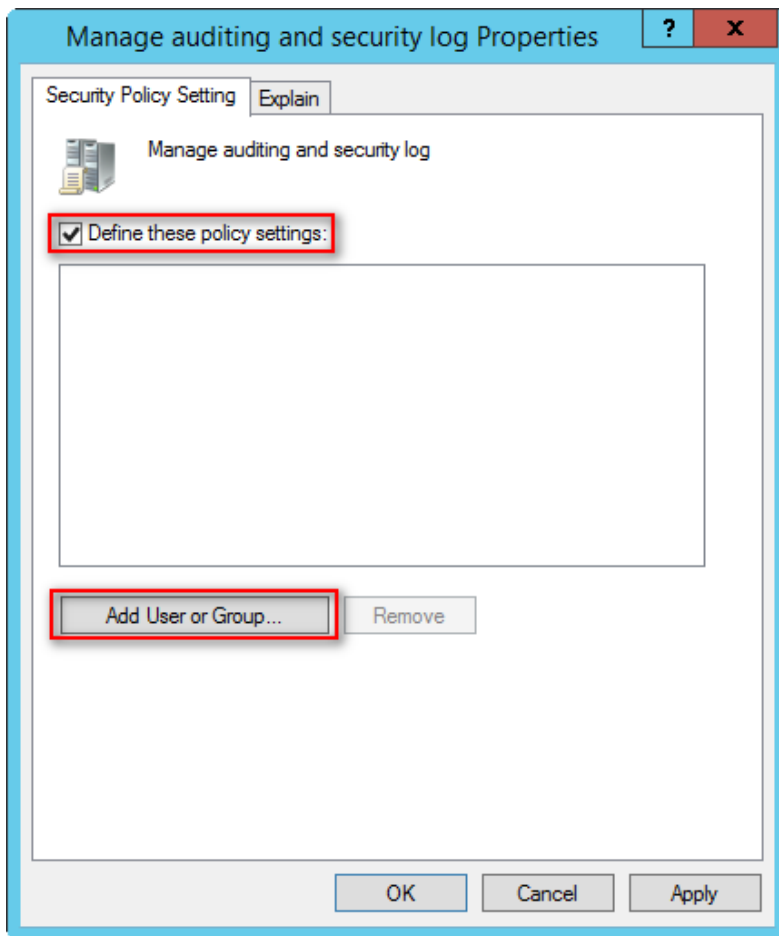 Manage auditing and security log Properties
?
x
Security Policy Setting
Explain
Manage auditing and security log
Define these policy settings:
Add User or Group...
Remove
OK
Cancel
Apply